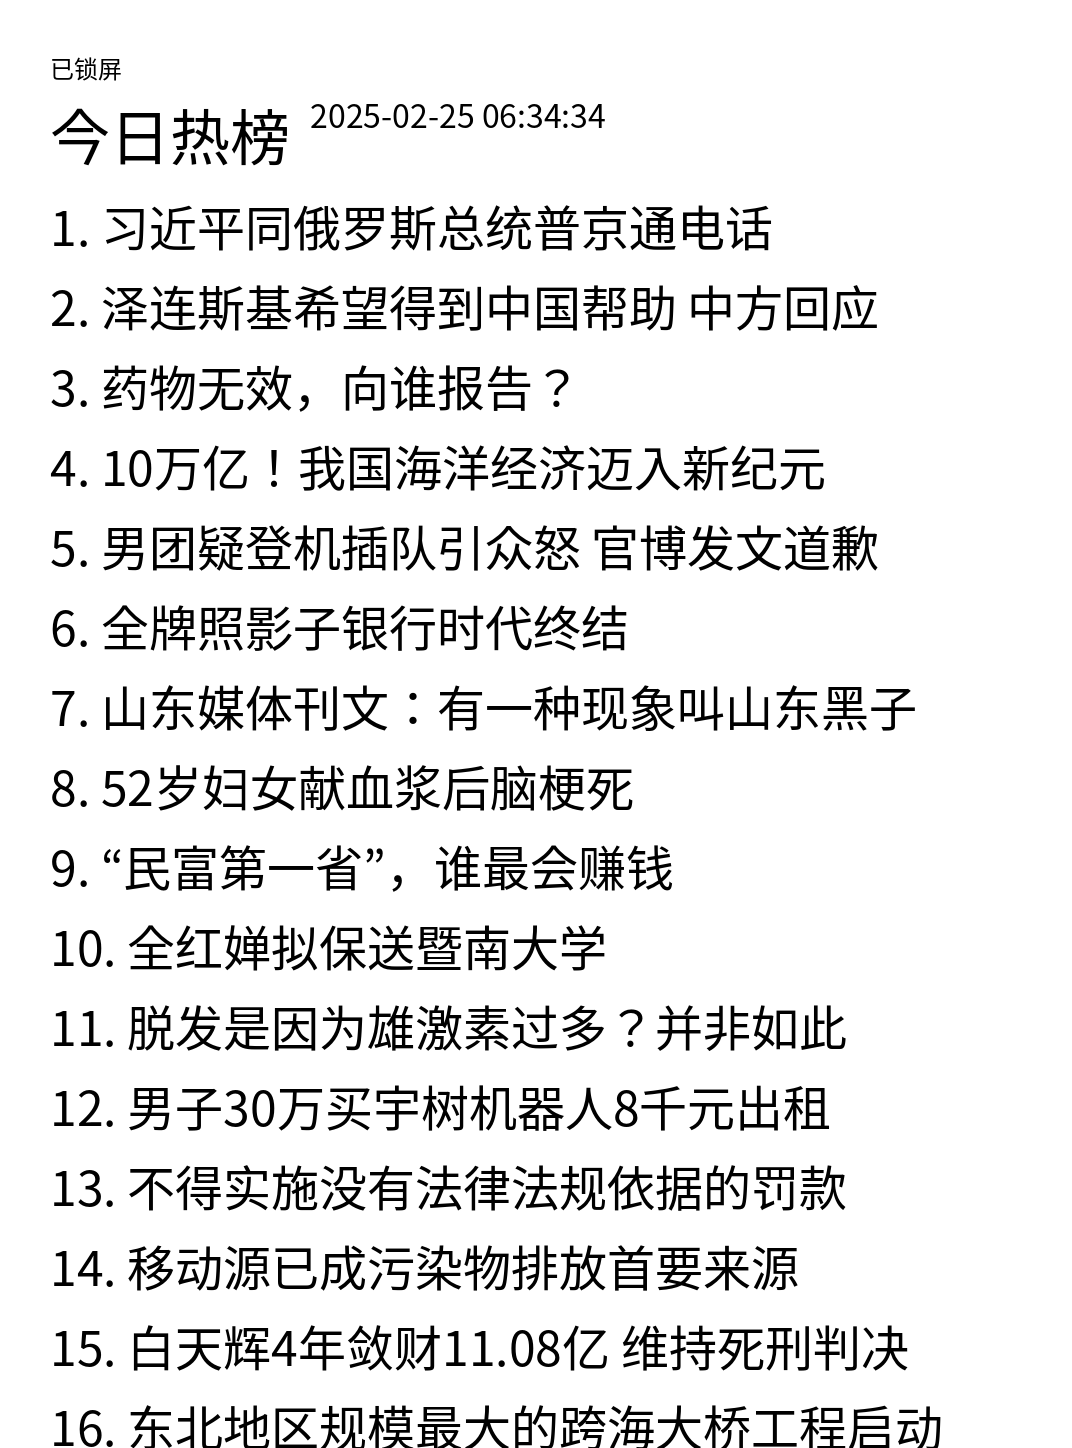 已锁屏
今日热榜 2025-02-25 06:34:34
1. 习近平同俄罗斯总统普京通电话
2. 泽连斯基希望得到中国帮助 中方回应
3. 药物无效，向谁报告？
4. 10万亿！我国海洋经济迈入新纪元
5. 男团疑登机插队引众怒 官博发文道歉
6. 全牌照影子银行时代终结
7. 山东媒体刊文：有一种现象叫山东黑子
8. 52岁妇女献血浆后脑梗死
9. “民富第一省”，谁最会赚钱
10. 全红婵拟保送暨南大学
11. 脱发是因为雄激素过多？并非如此
12. 男子30万买宇树机器人8千元出租
13. 不得实施没有法律法规依据的罚款
14. 移动源已成污染物排放首要来源
15. 白天辉4年敛财11.08亿 维持死刑判决
16. 东北地区规模最大的跨海大桥工程启动